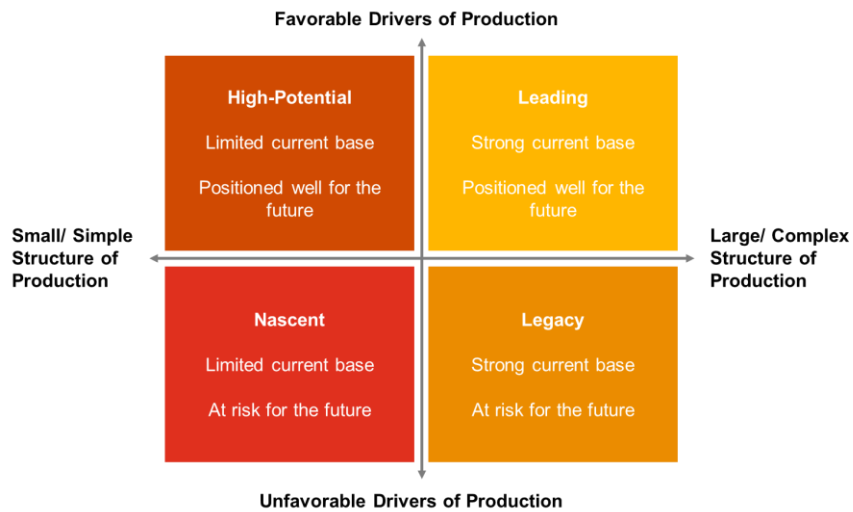 Favorable Drivers of Production
High-Potential
Limited current base
Positioned well for the
future
Leading
Strong current base
Positioned well for the
future
Small/ Simple
Structure of
Production
Large/ Complex
Structure of
Production
Nascent
Limited current base
At risk for the future
Legacy
Strong current base
At risk for the future
Unfavorable Drivers of Production